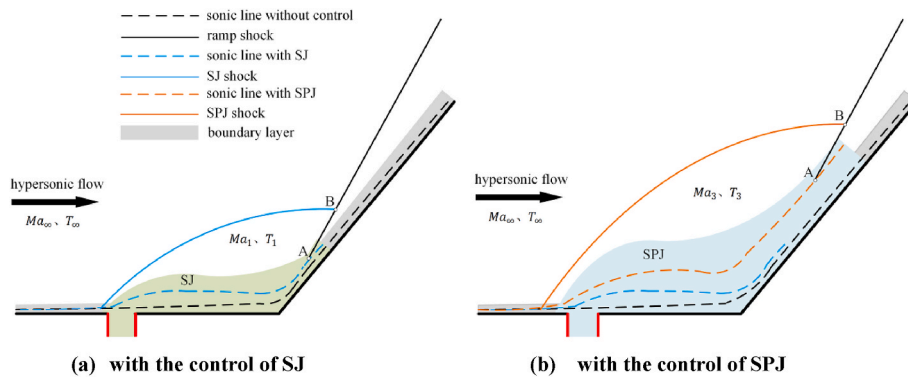 sonic line without control
ramp shock
sonic line with SJ
SJ shock
sonic line with SPJ
SPJ shock
boundary layer
hypersonic flow
Ma∞、T∞
B
Ma₁、T₁
A
SJ
(a) with the control of SJ
B
A
hypersonic flow
Ma∞、T∞
Ma₃、T₃
SPJ
(b) with the control of SPJ